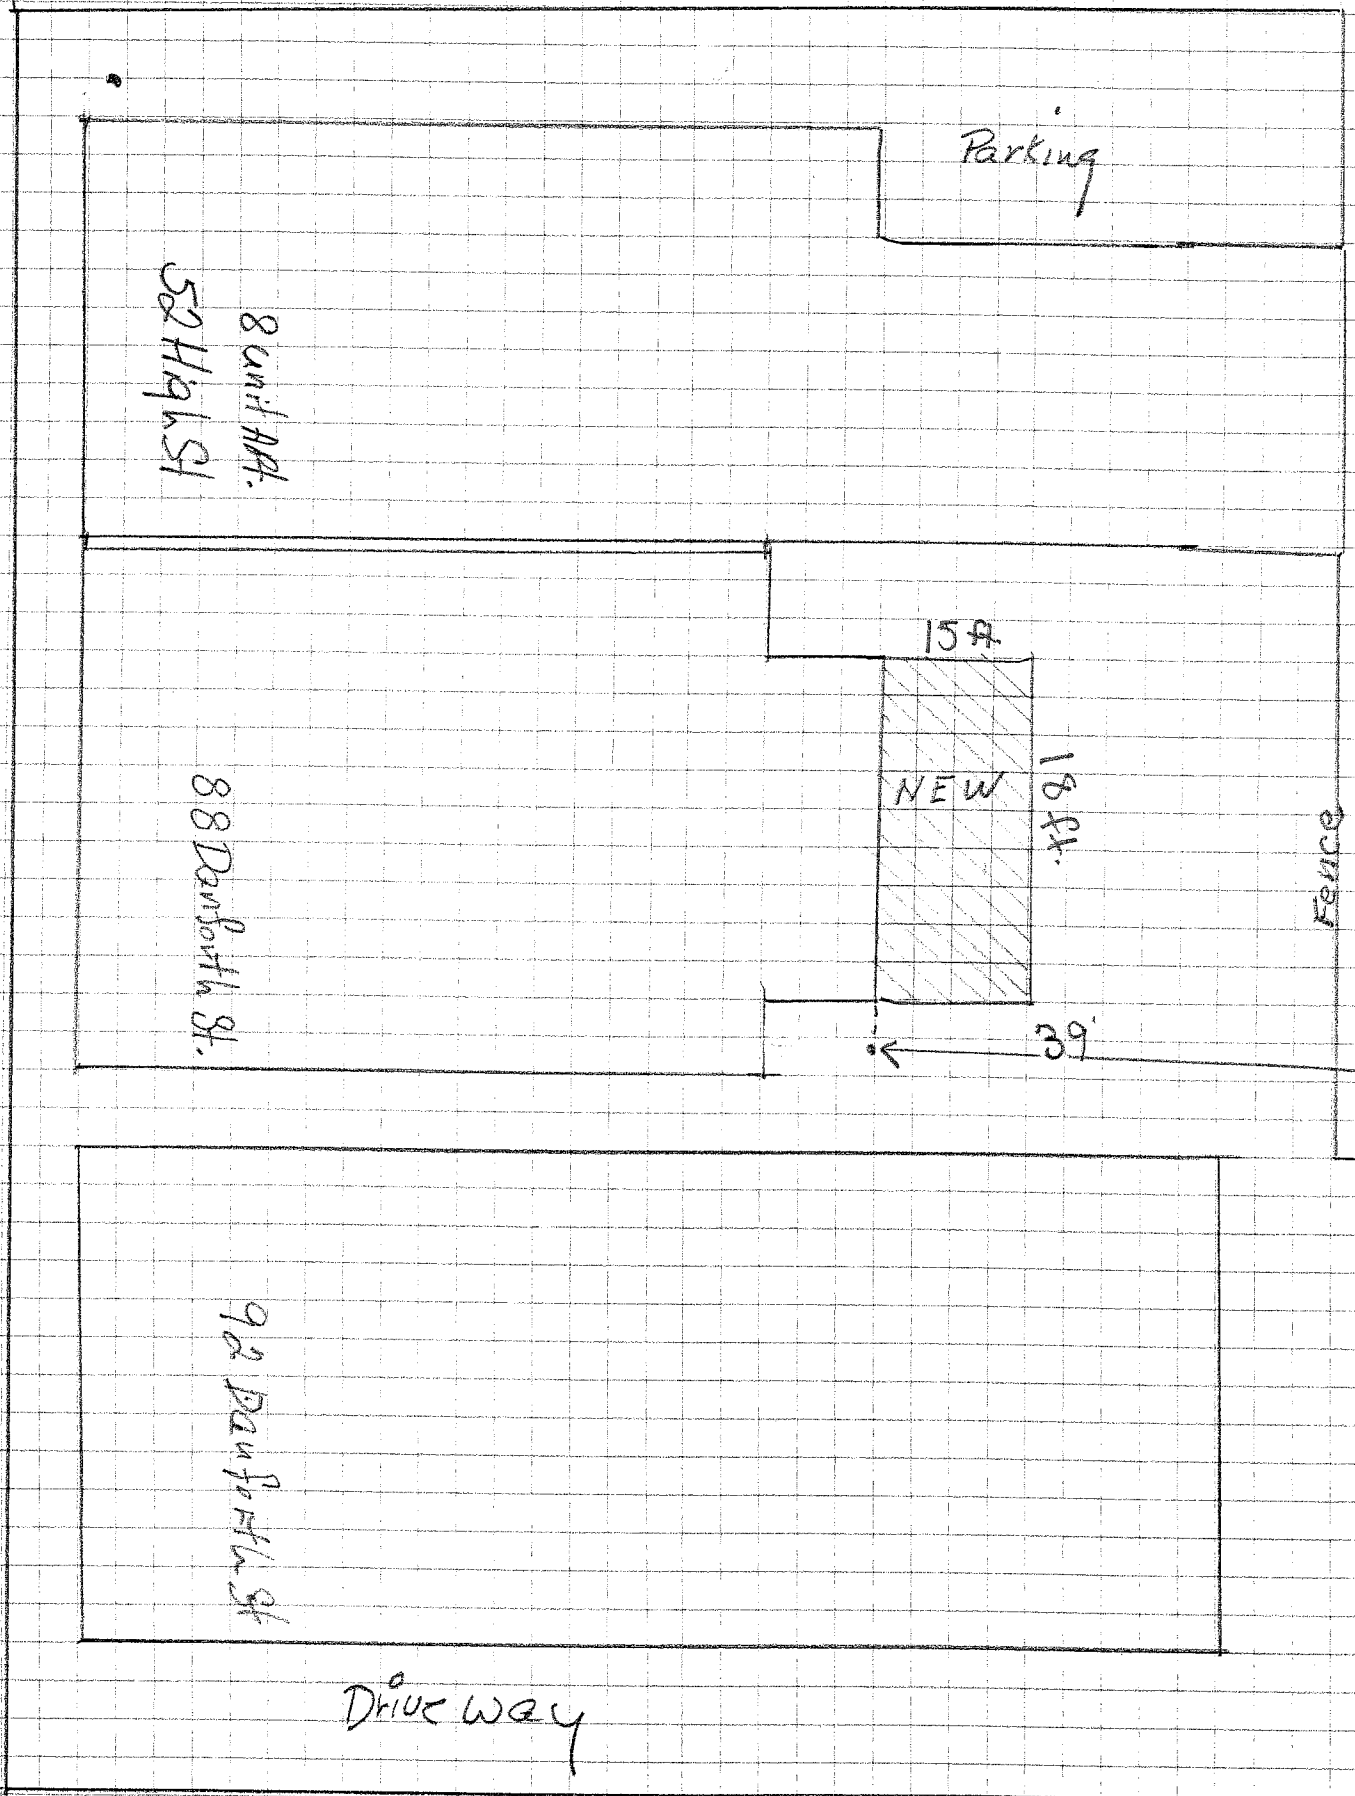 Parking
8 unit Apt.
52 High St
15 ft
18 ft.
NEW
88 Danforth St.
Fence
39'
92 Danforth St
Drive way